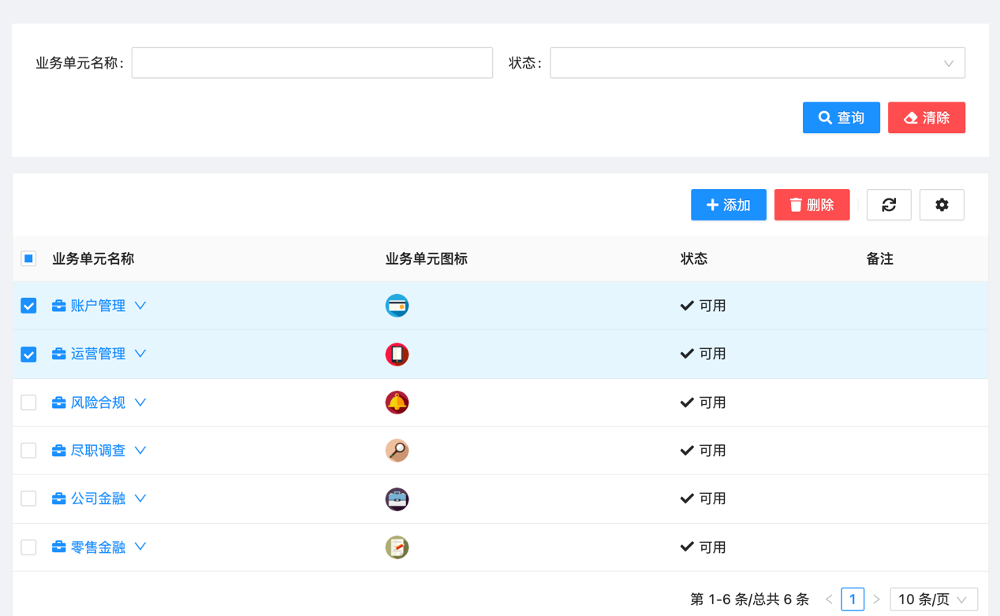 业务单元名称: 状态:
查询 清除
添加 删除
业务单元名称 业务单元图标 状态 备注
账户管理 可用
运营管理 可用
风险合规 可用
尽职调查 可用
公司金融 可用
零售金融 可用
第 1-6 条/总共 6 条 1 10 条/页